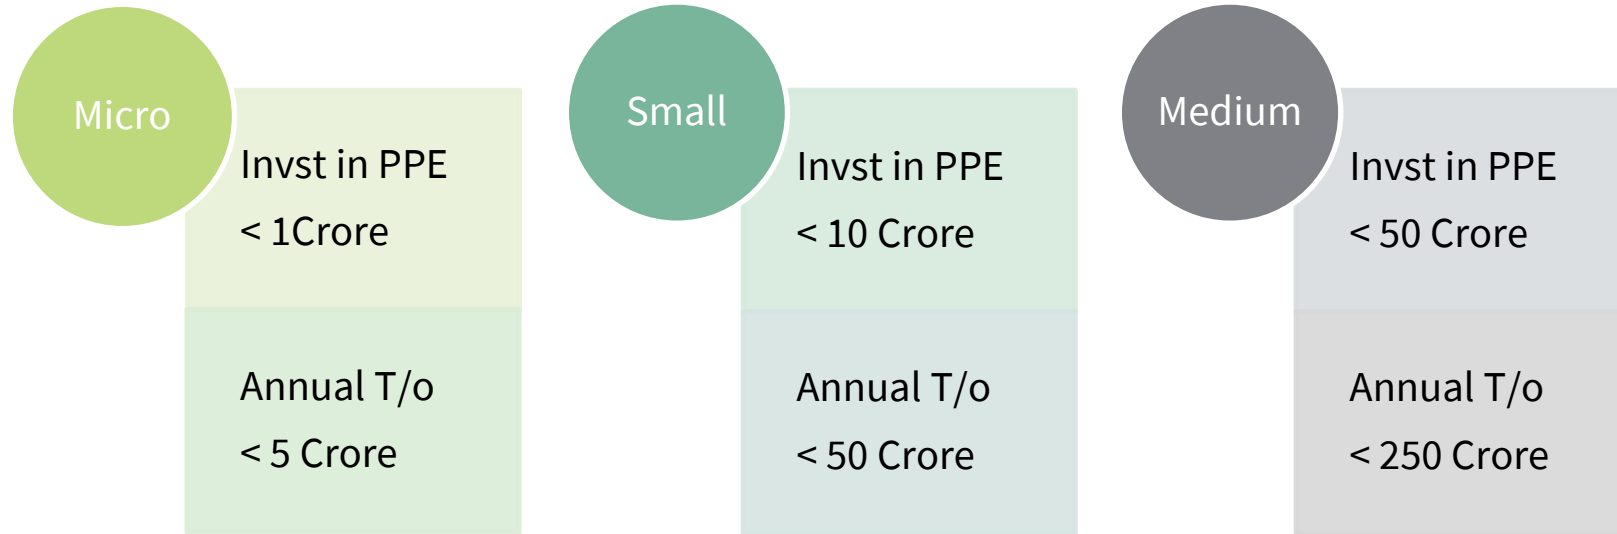 Micro
Invst in PPE
< 1Crore
Annual T/o
< 5 Crore
Small
Invst in PPE
< 10 Crore
Annual T/o
< 50 Crore
Medium
Invst in PPE
< 50 Crore
Annual T/o
< 250 Crore